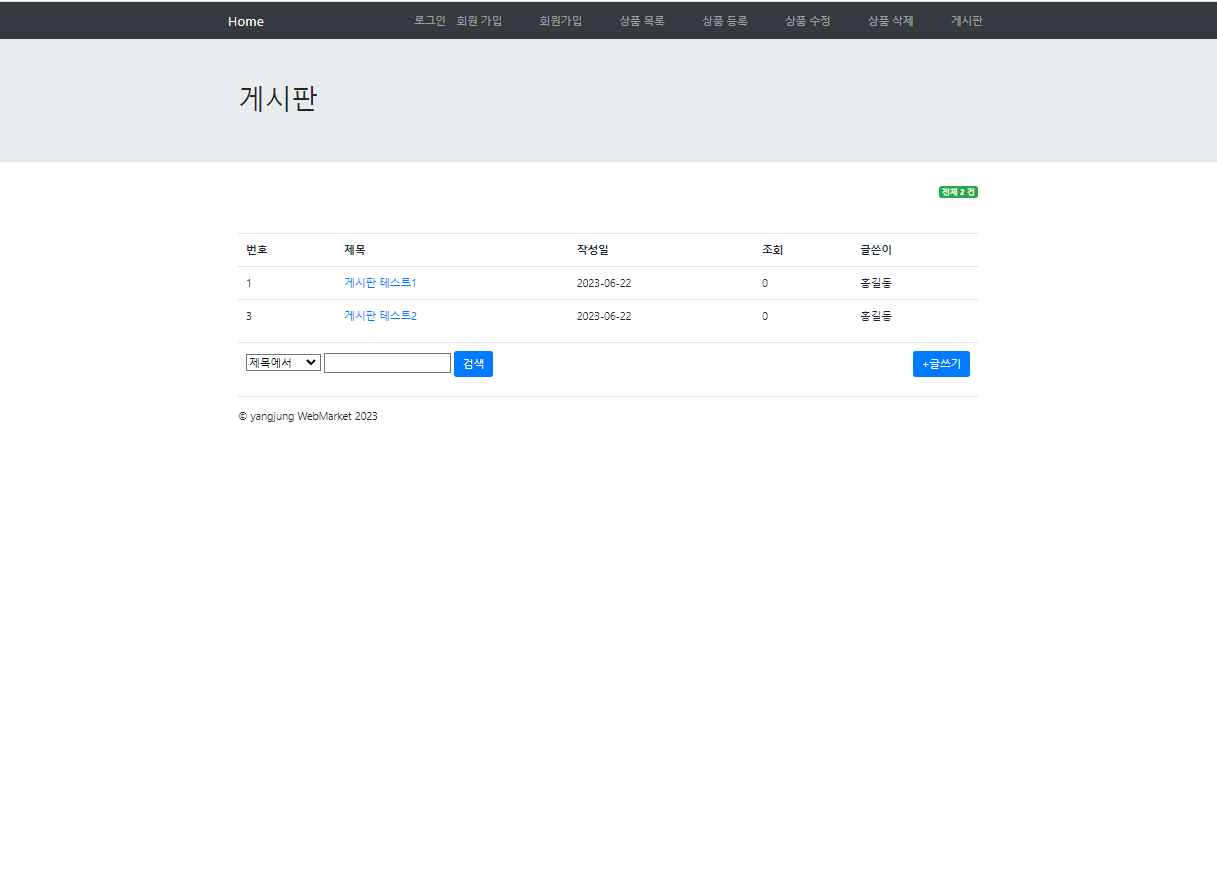 Home 로그인 회원 가입 회원가입 상품 목록 상품 등록 상품 수정 상품 삭제 게시판
게시판
전체 2 건
번호 제목 작성일 조회 글쓴이
1 게시판 테스트1 2023-06-22 0 홍길동
3 게시판 테스트2 2023-06-22 0 홍길동
제목에서 검색 +글쓰기
© yangjung WebMarket 2023